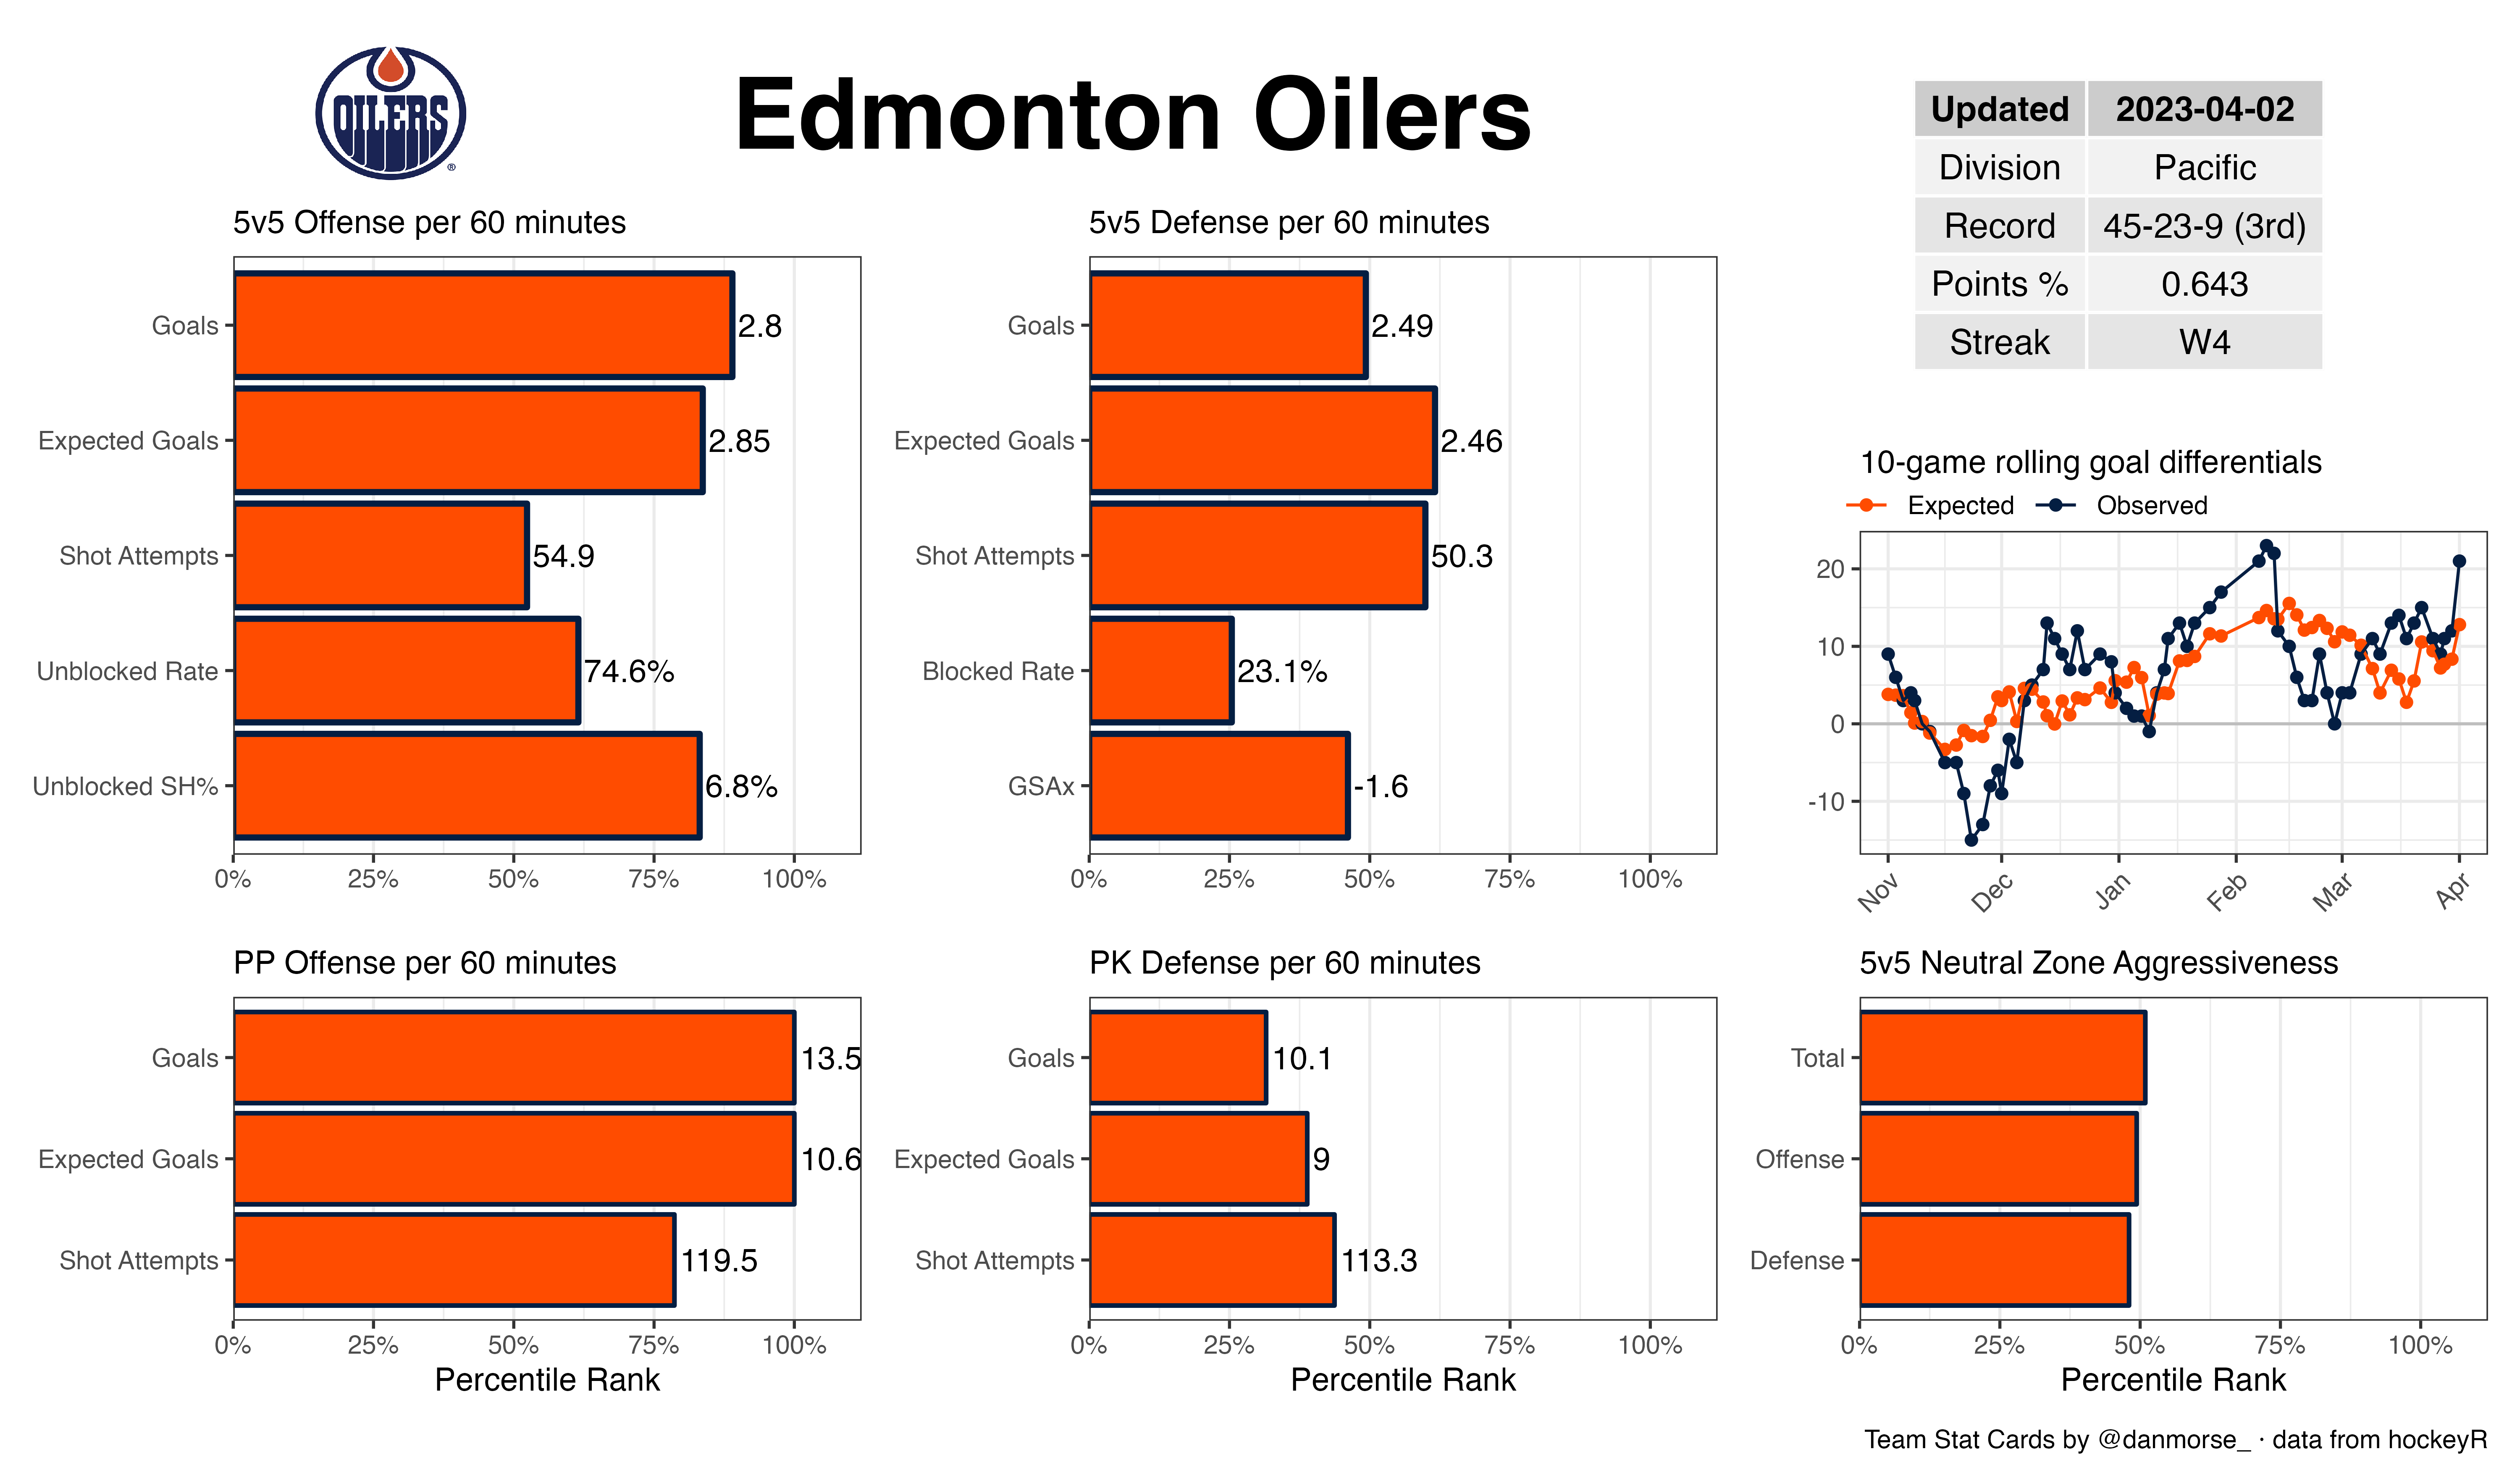 OILERS
®
Edmonton Oilers
Updated 2023-04-02
Division Pacific
Record 45-23-9 (3rd)
Points % 0.643
Streak W4
5v5 Offense per 60 minutes
Goals 2.8
Expected Goals 2.85
Shot Attempts 54.9
Unblocked Rate 74.6%
Unblocked SH% 6.8%
0% 25% 50% 75% 100%
5v5 Defense per 60 minutes
Goals 2.49
Expected Goals 2.46
Shot Attempts 50.3
Blocked Rate 23.1%
GSAx -1.6
0% 25% 50% 75% 100%
10-game rolling goal differentials
Expected Observed
20
10
0
-10
Nov Dec Jan Feb Mar Apr
PP Offense per 60 minutes
Goals 13.5
Expected Goals 10.6
Shot Attempts 119.5
0% 25% 50% 75% 100%
Percentile Rank
PK Defense per 60 minutes
Goals 10.1
Expected Goals 9
Shot Attempts 113.3
0% 25% 50% 75% 100%
Percentile Rank
5v5 Neutral Zone Aggressiveness
Total
Offense
Defense
0% 25% 50% 75% 100%
Percentile Rank
Team Stat Cards by @danmorse_ · data from hockeyR